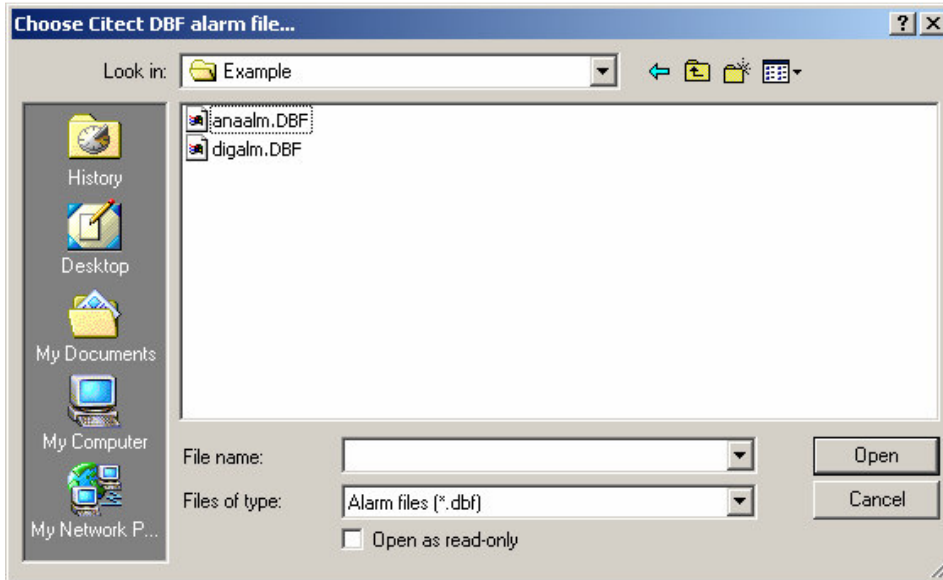 Choose Citect DBF alarm file...
Look in: Example
anaalm.DBF
digalm.DBF
History
Desktop
My Documents
My Computer
My Network P...
File name:
Open
Files of type: Alarm files (*.dbf)
Cancel
Open as read-only